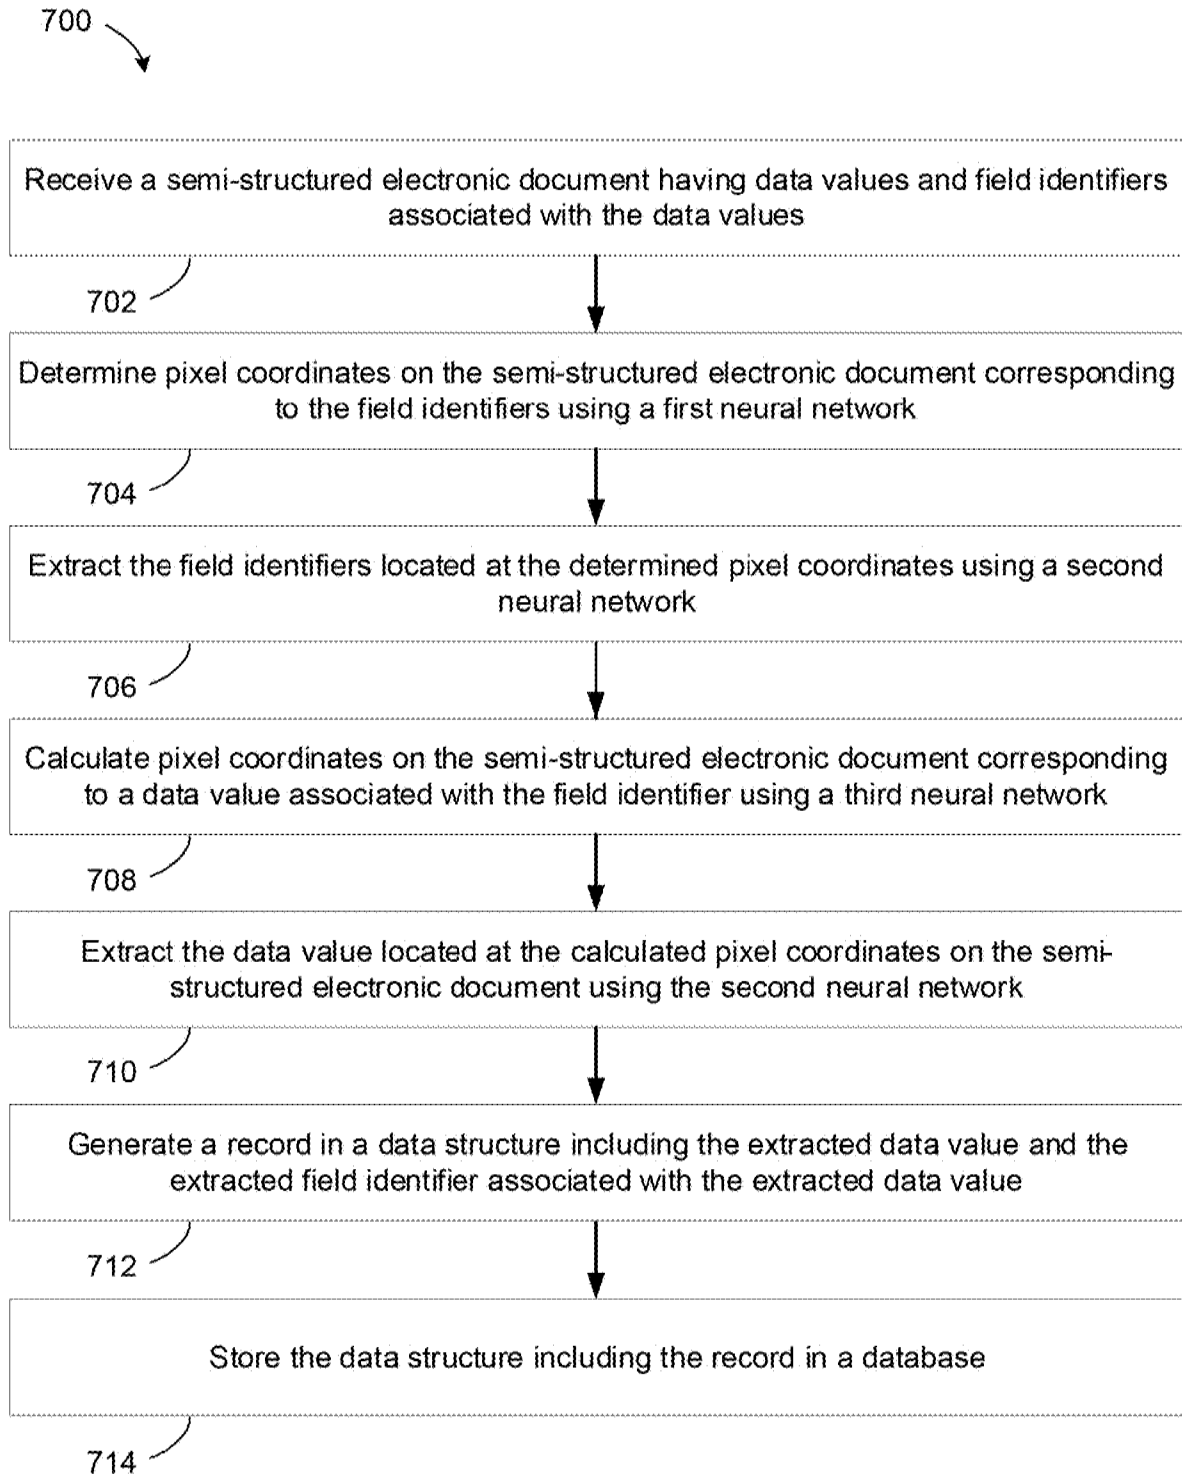 700
Receive a semi-structured electronic document having data values and field identifiers
associated with the data values
702
Determine pixel coordinates on the semi-structured electronic document corresponding
to the field identifiers using a first neural network
704
Extract the field identifiers located at the determined pixel coordinates using a second
neural network
706
Calculate pixel coordinates on the semi-structured electronic document corresponding
to a data value associated with the field identifier using a third neural network
708
Extract the data value located at the calculated pixel coordinates on the semi-
structured electronic document using the second neural network
710
Generate a record in a data structure including the extracted data value and the
extracted field identifier associated with the extracted data value
712
Store the data structure including the record in a database
714